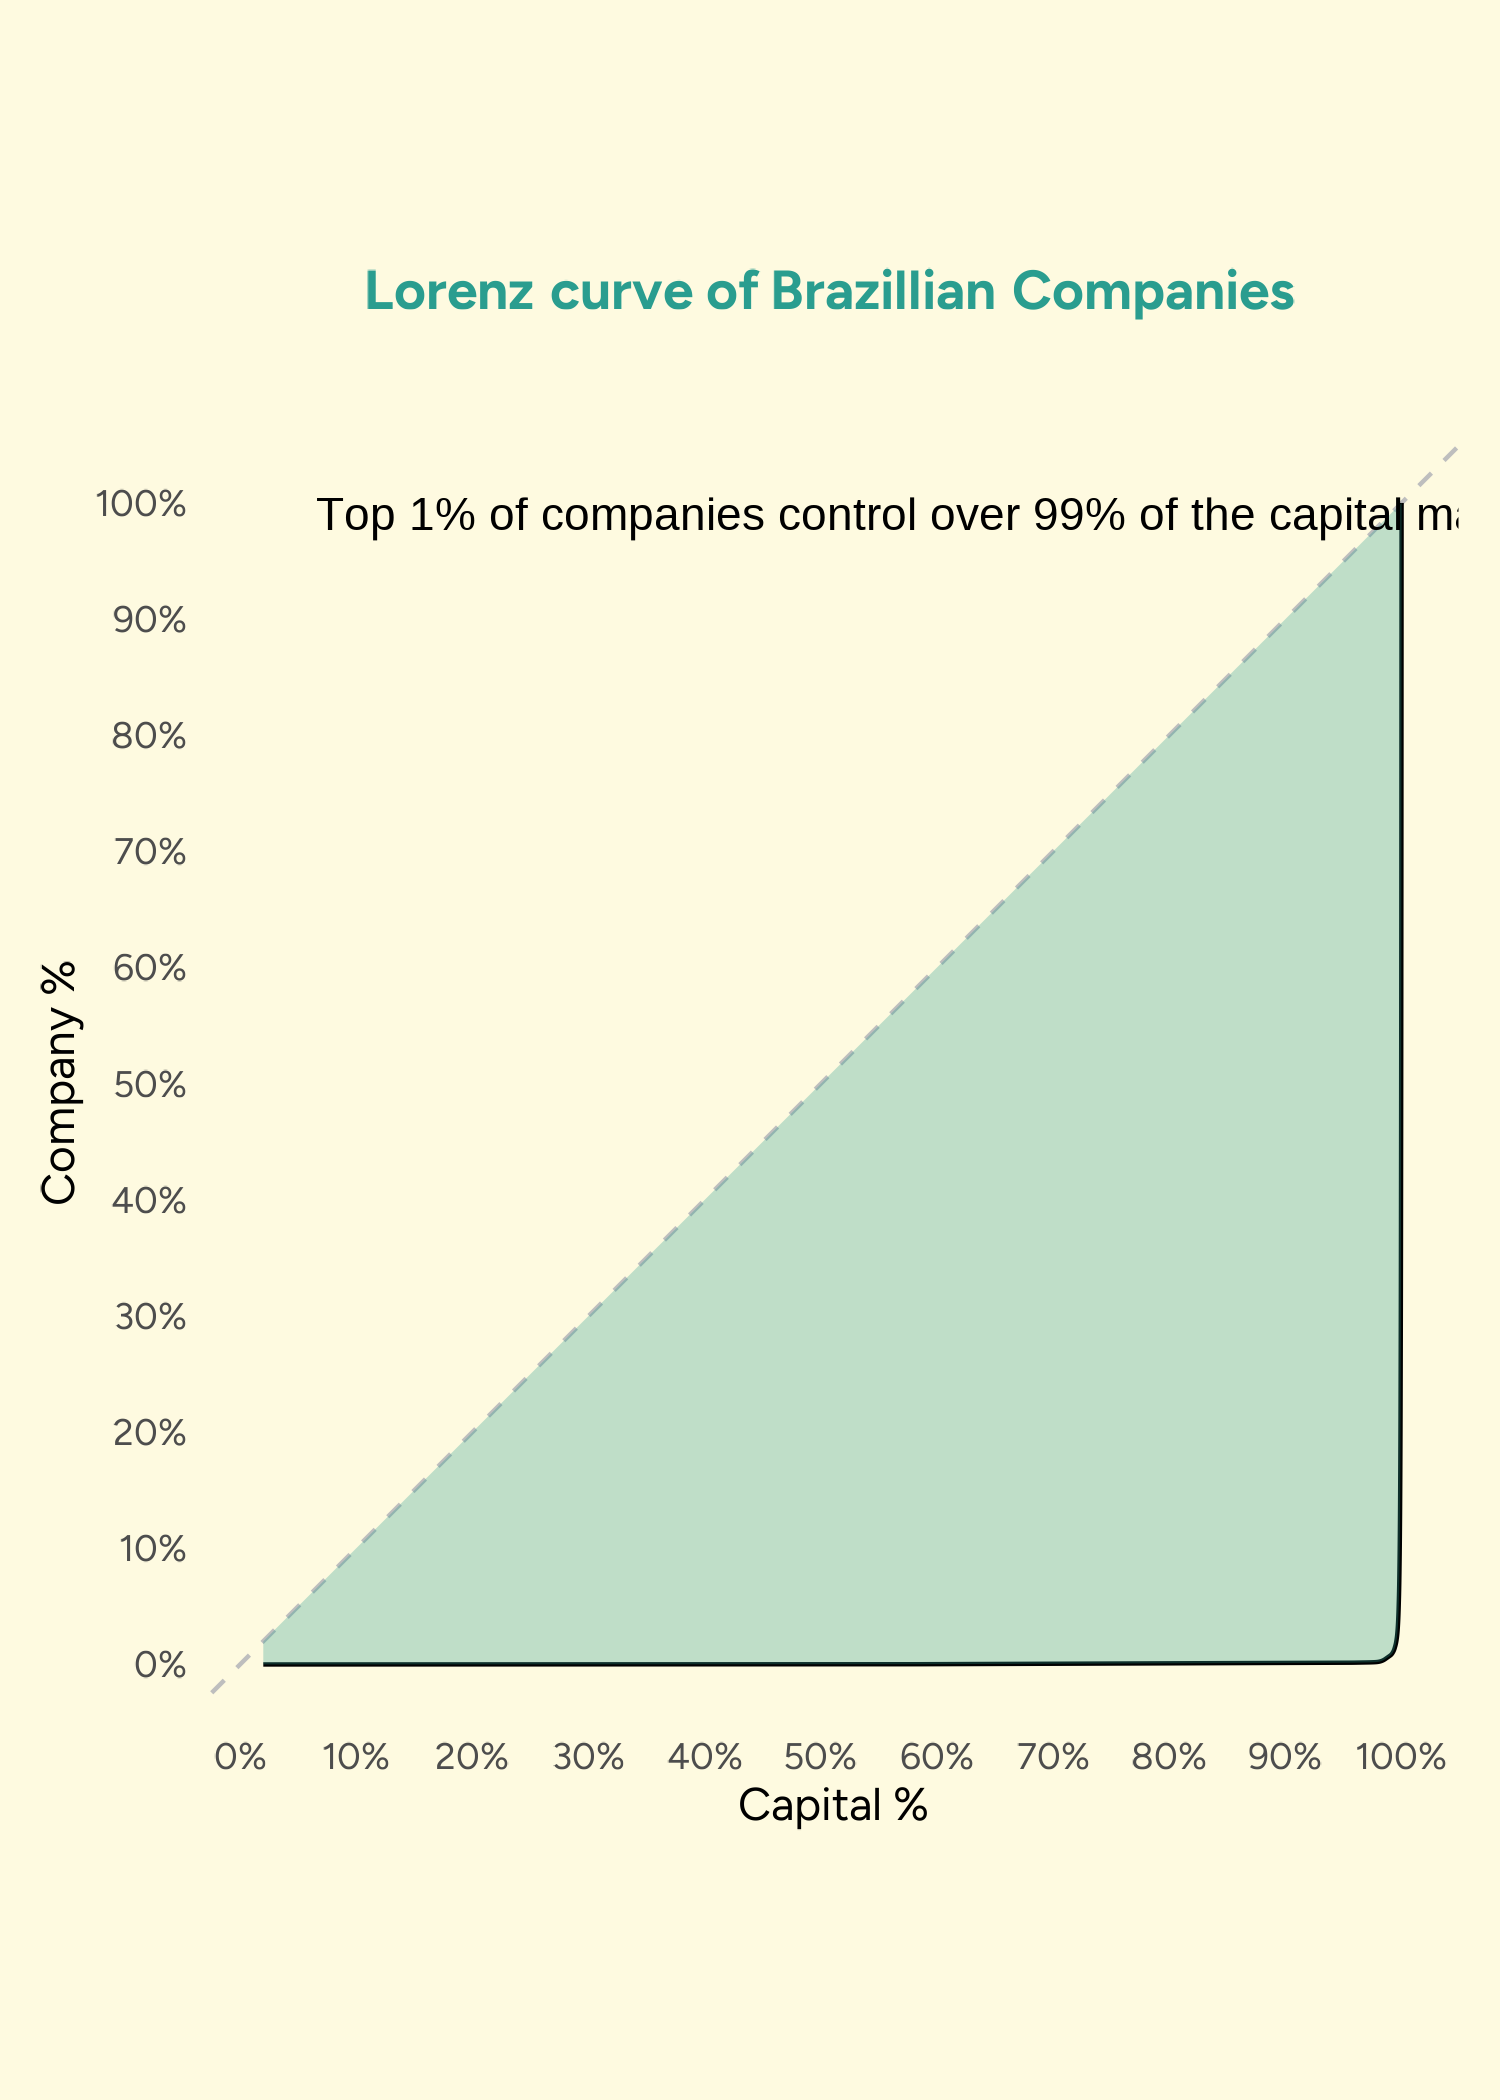 Lorenz curve of Brazillian Companies
Top 1% of companies control over 99% of the capital
100%
90%
80%
70%
60%
50%
40%
30%
20%
10%
0%
Company %
0% 10% 20% 30% 40% 50% 60% 70% 80% 90% 100%
Capital %